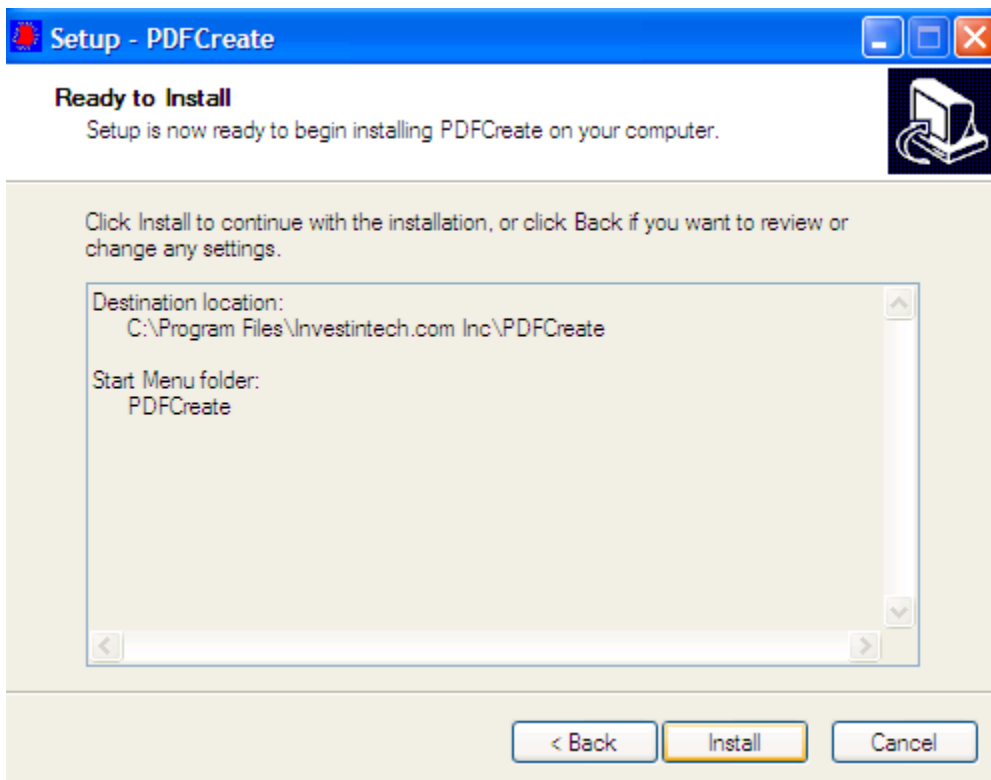 Setup - PDFCreate
Ready to Install
Setup is now ready to begin installing PDFCreate on your computer.
Click Install to continue with the installation, or click Back if you want to review or
change any settings.
Destination location:
C:\Program Files\Investintech.com Inc\PDFCreate
Start Menu folder:
PDFCreate
< Back
Install
Cancel